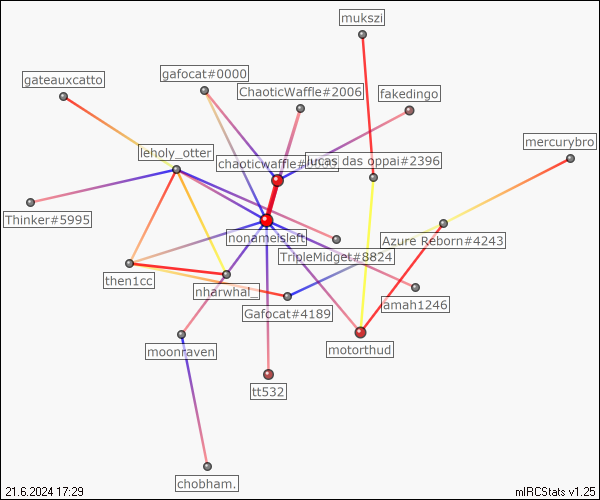 mukszi
gateauxcatto
gafocat#0000
ChaoticWaffle#2006
fakedingo
mercurybro
leholy_otter
chaoticwaffle#
lucas das oppai#2396
Thinker#5995
nonameisleft
Azure Reborn#4243
TripleMidget#8824
then1cc
nharwhal_
Gafocat#4189
amah1246
moonraven
motorthud
tt532
chobham.
21.6.2024 17:29
mIRCStats v1.25